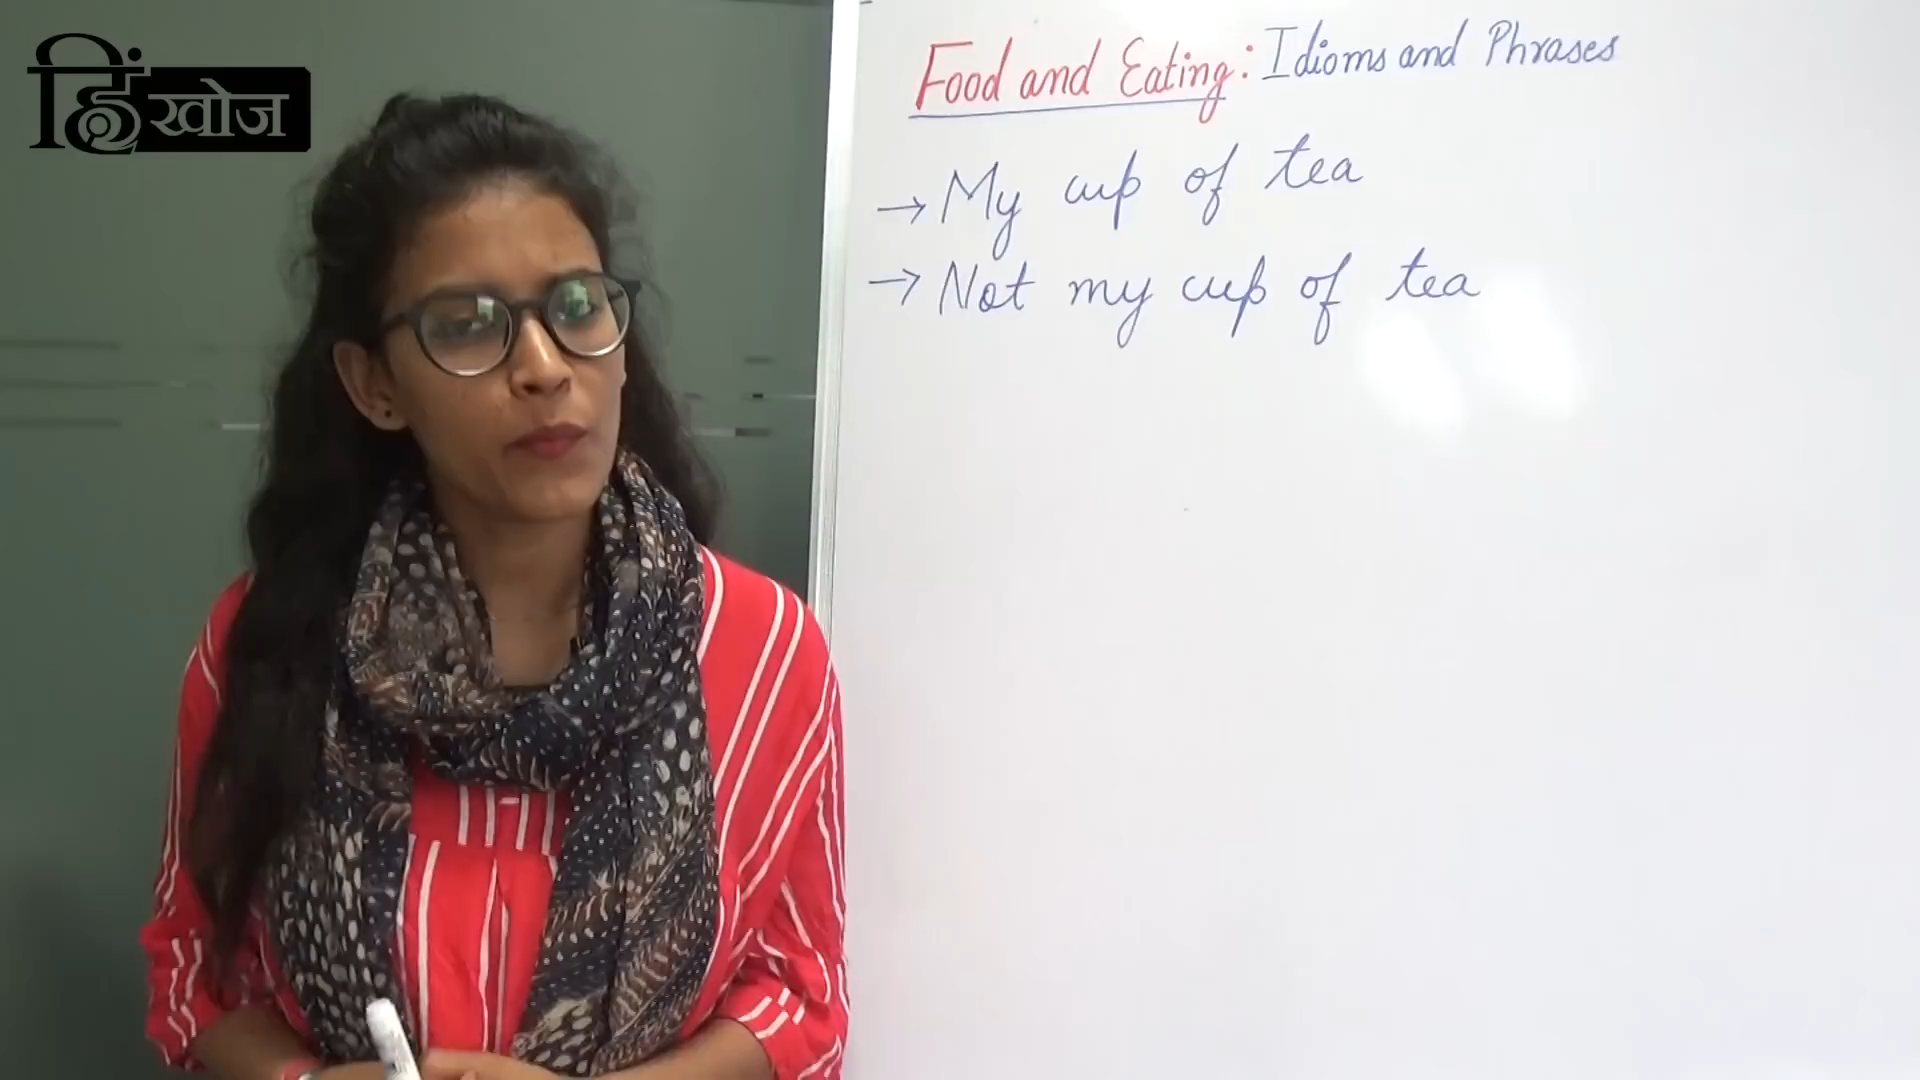 हिंखोज
Food and Eating: Idioms and Phrases
→ My cup of tea
→ Not my cup of tea